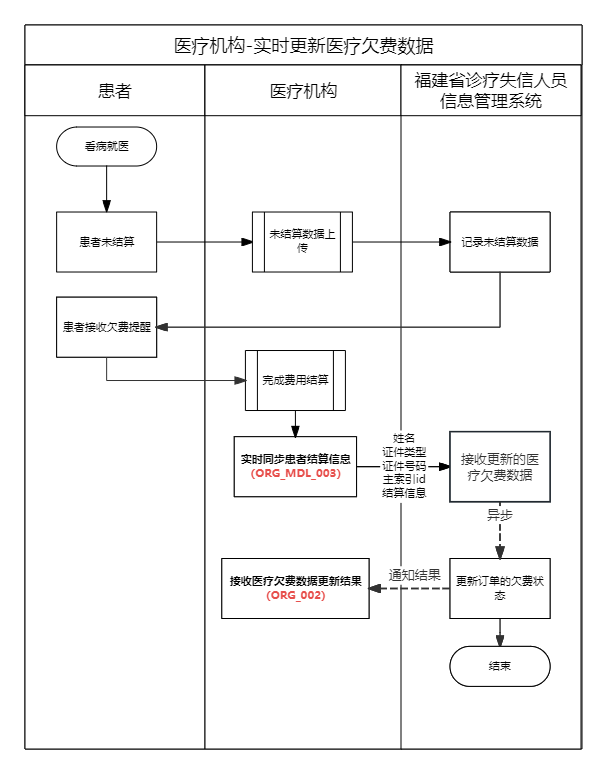 医疗机构-实时更新医疗欠费数据
患者
医疗机构
福建省诊疗失信人员
信息管理系统
看病就医
患者未结算
未结算数据上
传
记录未结算数据
患者接收欠费提醒
完成费用结算
实时同步患者结算信息
(ORG_MDL_003)
姓名
证件类型
证件号码
主索引id
结算信息
接收更新的医
疗欠费数据
异步
接收医疗欠费数据更新结果
(ORG_002)
通知结果
更新订单的欠费状
态
结束